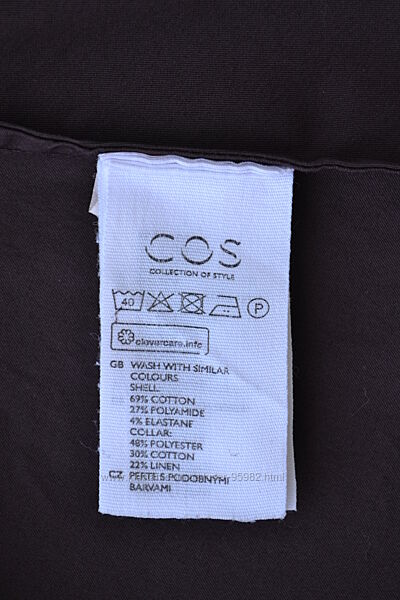 COS
COLLECTION OF STYLE
40 P
clevercare.info
GB WASH WITH SIMILAR
COLOURS
SHELL:
69% COTTON
27% POLYAMIDE
4% ELASTANE
COLLAR:
48% POLYESTER
30% COTTON
22% LINEN
CZ PERTE S PODOBNÝMI
BARVAMI